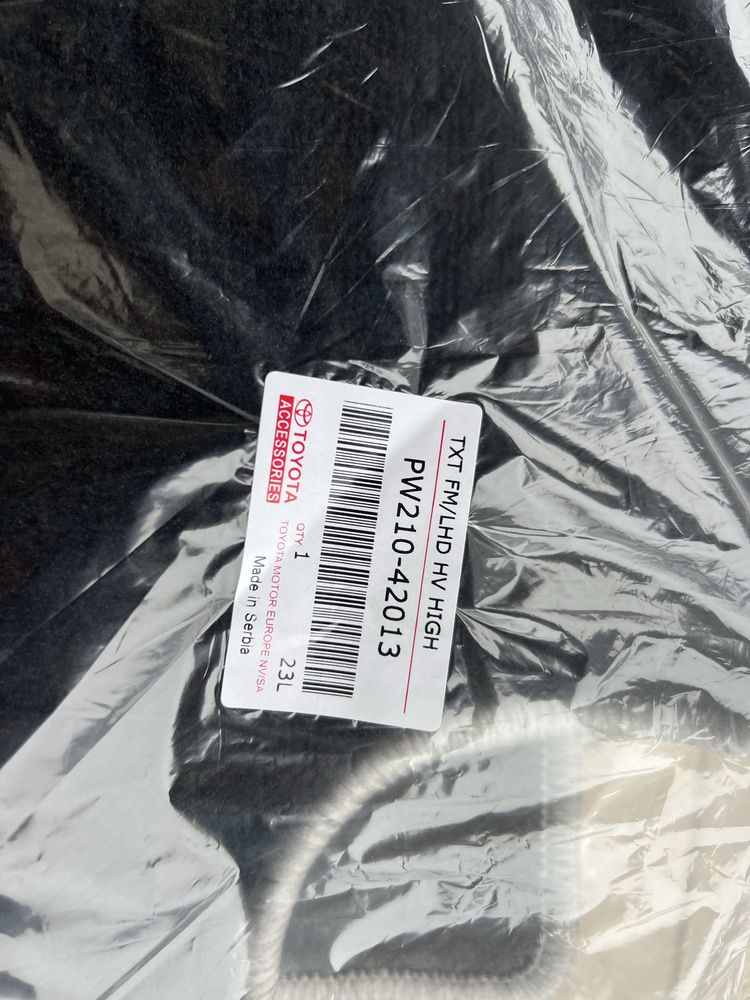 TXT FM/LHD HV HIGH
PW210-42013
TOYOTA
ACCESSORIES
QTY: 1
23L
TOYOTA MOTOR EUROPE NV/SA
Made in Serbia